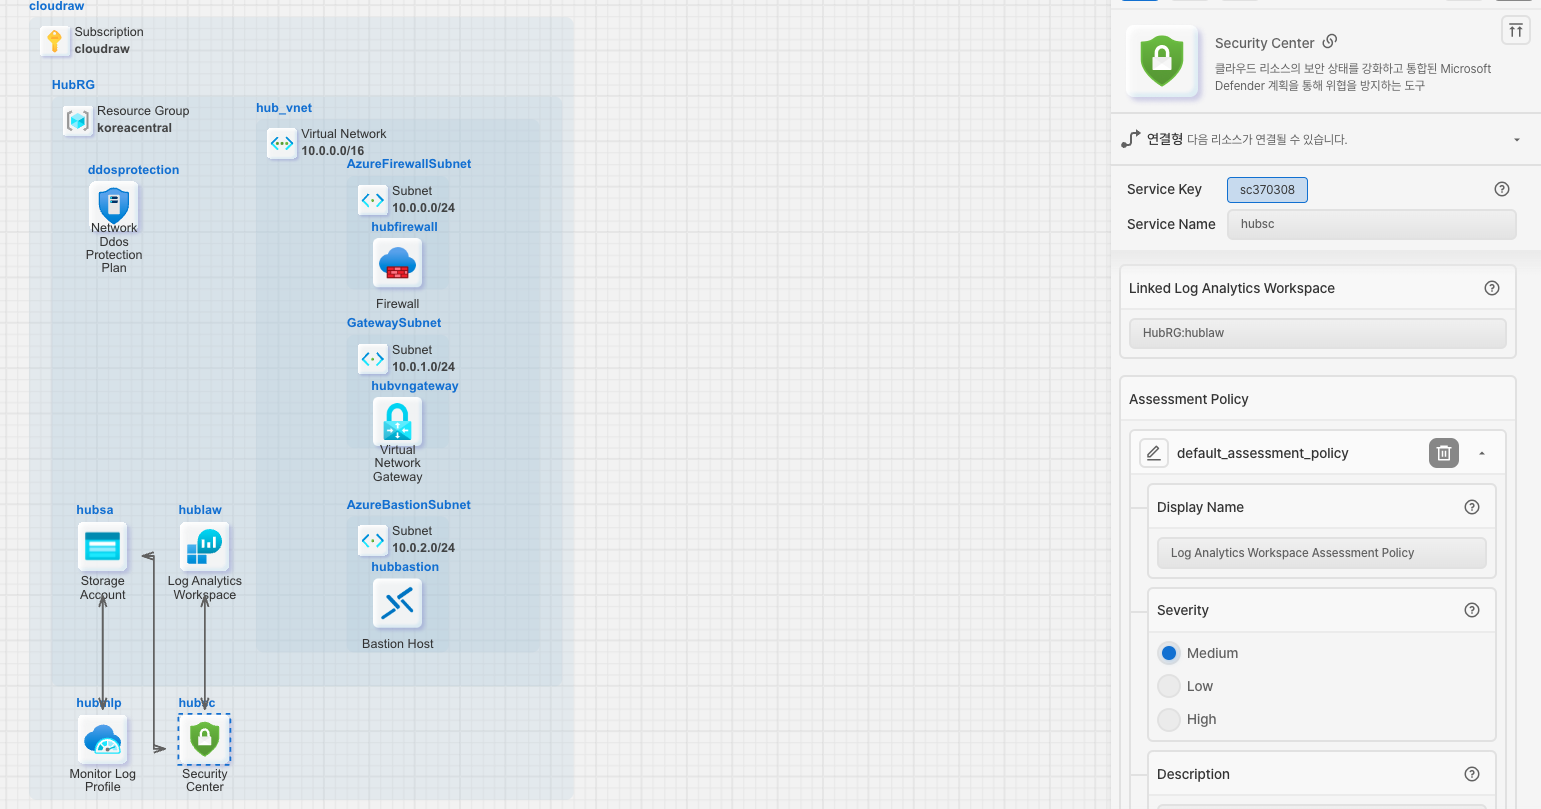 cloudraw
Subscription
cloudraw
HubRG
Resource Group
koreacentral
hub_vnet
Virtual Network
10.0.0.0/16
ddosprotection
Network
Ddos
Protection
Plan
AzureFirewallSubnet
Subnet
10.0.0.0/24
hubfirewall
Firewall
GatewaySubnet
Subnet
10.0.1.0/24
hubvngateway
Virtual
Network
Gateway
AzureBastionSubnet
Subnet
10.0.2.0/24
hubbastion
Bastion Host
hubsa
Storage
Account
hublaw
Log Analytics
Workspace
Monitor Log
Profile
Security
Center
Security Center
클라우드 리소스의 보안 상태를 강화하고 통합된 Microsoft
Defender 계획을 통해 위협을 방지하는 도구
연결형 다음 리소스가 연결될 수 있습니다.
Service Key
sc370308
Service Name
hubsc
Linked Log Analytics Workspace
HubRG:hublaw
Assessment Policy
default_assessment_policy
Display Name
Log Analytics Workspace Assessment Policy
Severity
Medium
Low
High
Description